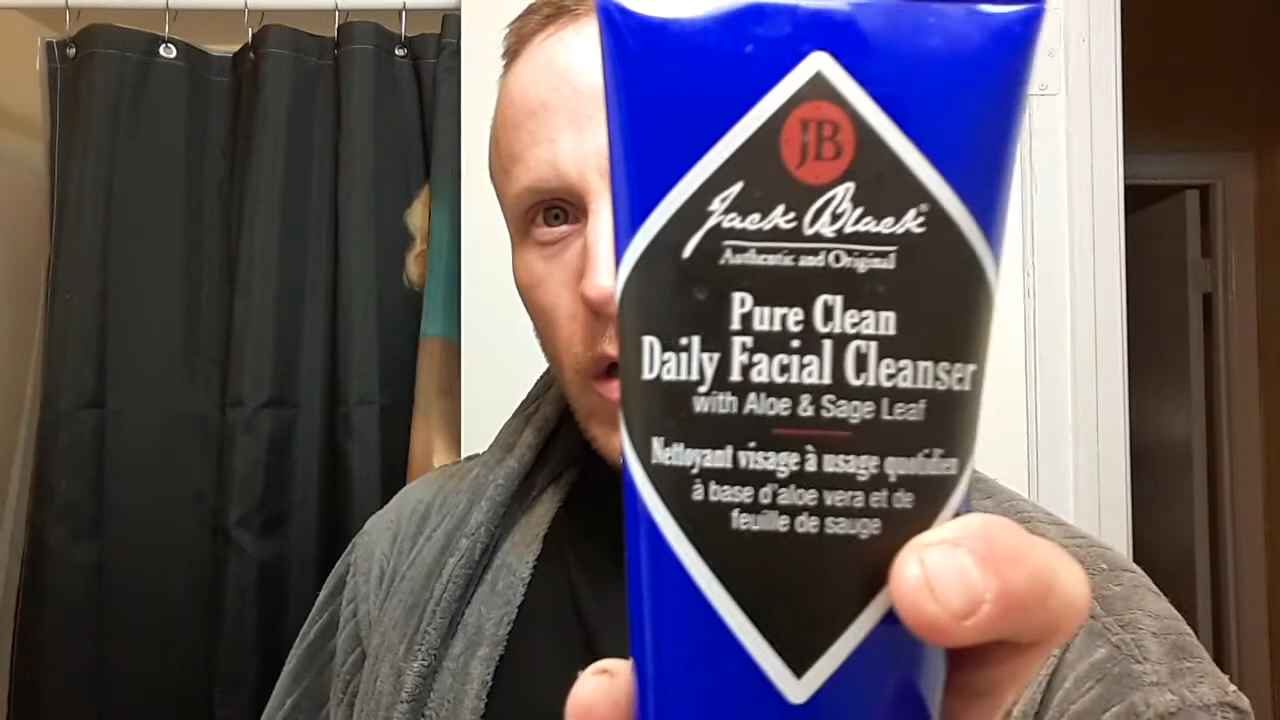 JB
Jack Black®
Authentic and Original
Pure Clean
Daily Facial Cleanser
with Aloe & Sage Leaf
Nettoyant visage à usage quotidien
à base d'aloe vera et de
feuille de sauge